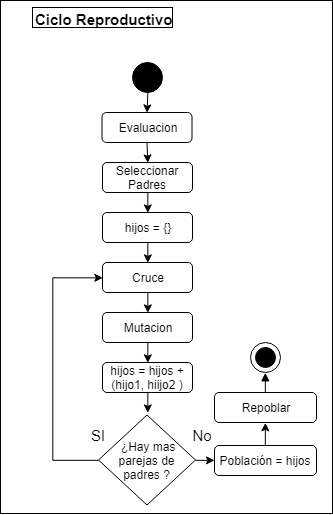 Ciclo Reproductivo
Evaluacion
Seleccionar
Padres
hijos = {}
Cruce
Mutacion
hijos = hijos +
(hijo1, hiijo2 )
SI
¿Hay mas
parejas de
padres ?
No
Población = hijos
Repoblar